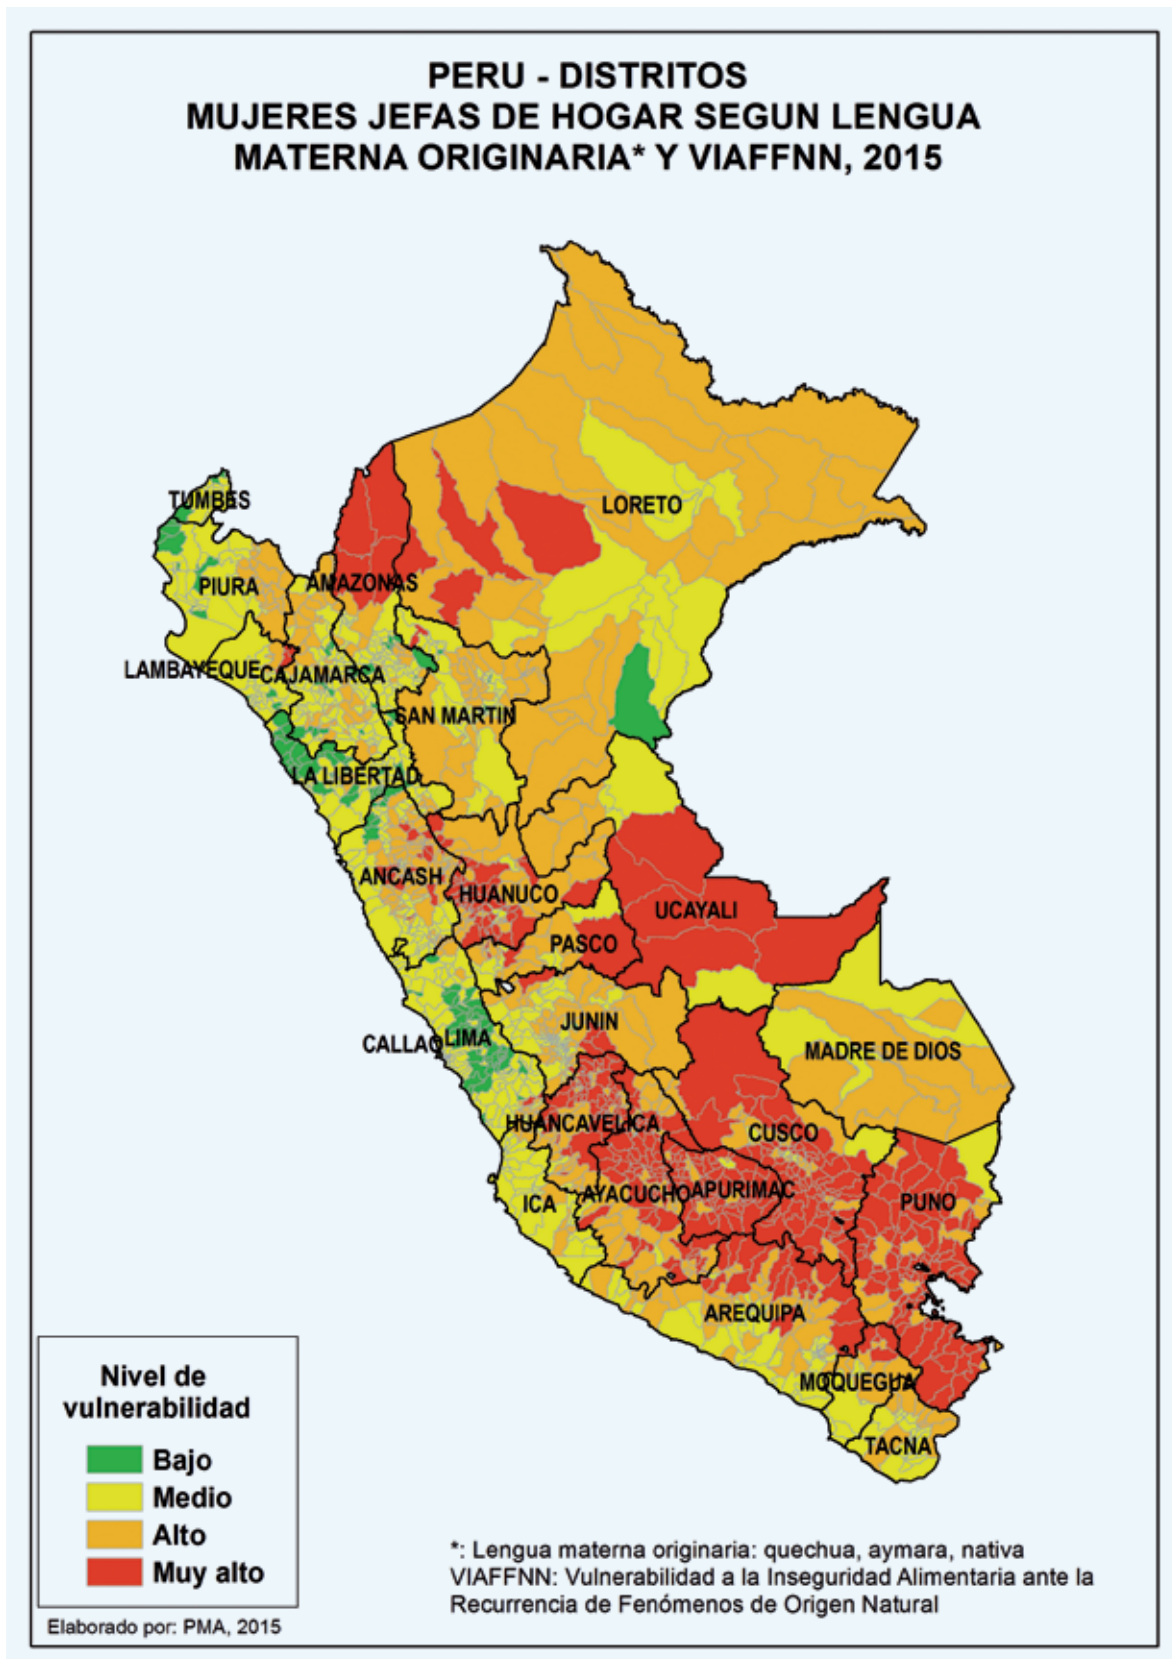 PERU - DISTRITOS
MUJERES JEFAS DE HOGAR SEGUN LENGUA
MATERNA ORIGINARIA* Y VIAFFNN, 2015
TUMBES
LORETO
PIURA
AMAZONAS
LAMBAYEQUE
CAJAMARCA
SAN MARTIN
LA LIBERTAD
ANCASH
HUANUCO
UCAYALI
PASCO
JUNIN
CALLAO
LIMA
MADRE DE DIOS
HUANCAVELICA
CUSCO
ICA
AYACUCHO
APURIMAC
PUNO
AREQUIPA
MOQUEGUA
TACNA
Nivel de
vulnerabilidad
Bajo
Medio
Alto
Muy alto
*: Lengua materna originaria: quechua, aymara, nativa
VIAFFNN: Vulnerabilidad a la Inseguridad Alimentaria ante la
Recurrencia de Fenómenos de Origen Natural
Elaborado por: PMA, 2015